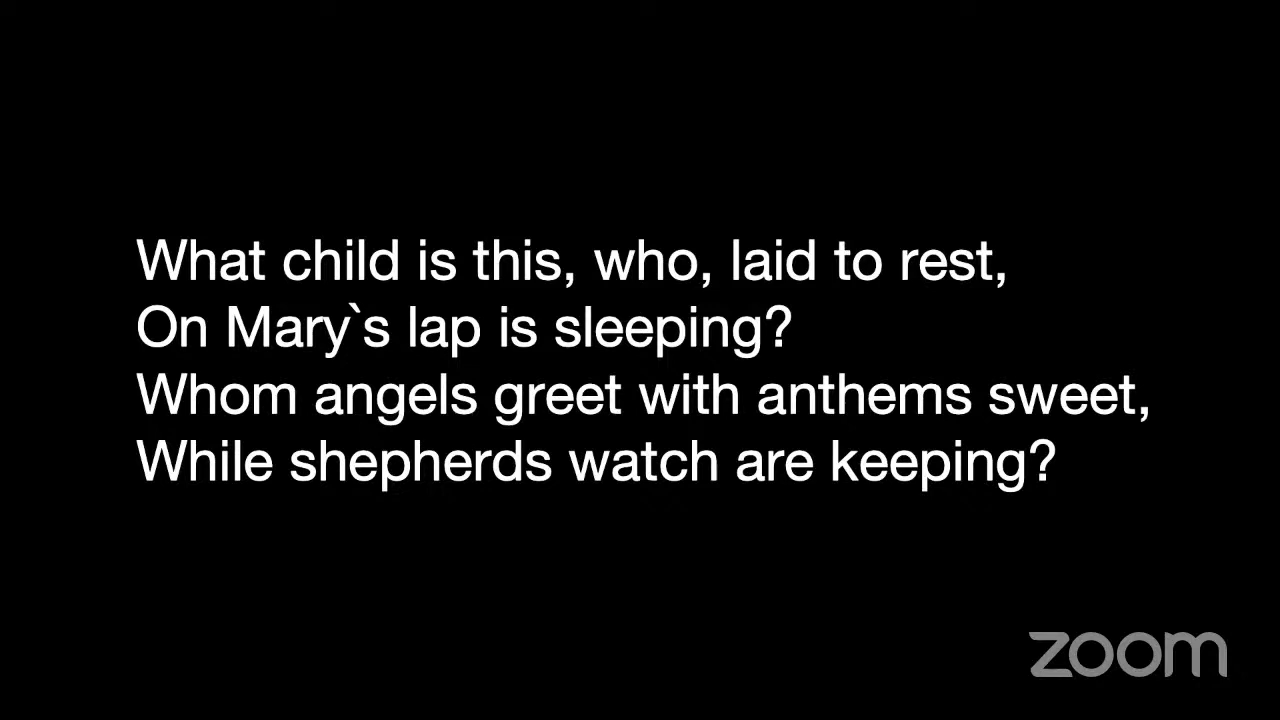 What child is this, who, laid to rest,
On Mary`s lap is sleeping?
Whom angels greet with anthems sweet,
While shepherds watch are keeping?
zoom